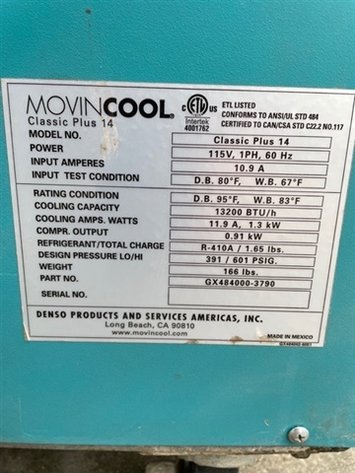 MOVINCOOL®
Classic Plus 14
c ETL us
Intertek
4001762
ETL LISTED
CONFORMS TO ANSI/UL STD 484
CERTIFIED TO CAN/CSA STD C22.2 NO.117
MODEL NO. Classic Plus 14
POWER 115V, 1PH, 60 Hz
INPUT AMPERES 10.9 A
INPUT TEST CONDITION D.B. 80°F, W.B. 67°F
RATING CONDITION D.B. 95°F, W.B. 83°F
COOLING CAPACITY 13200 BTU/h
COOLING AMPS. WATTS 11.9 A, 1.3 kW
COMPR. OUTPUT 0.91 kW
REFRIGERANT/TOTAL CHARGE R-410A / 1.65 lbs.
DESIGN PRESSURE LO/HI 391 / 601 PSIG.
WEIGHT 166 lbs.
PART NO. GX484000-3790
SERIAL NO.
DENSO PRODUCTS AND SERVICES AMERICAS, INC.
Long Beach, CA 90810
www.movincool.com
MADE IN MEXICO